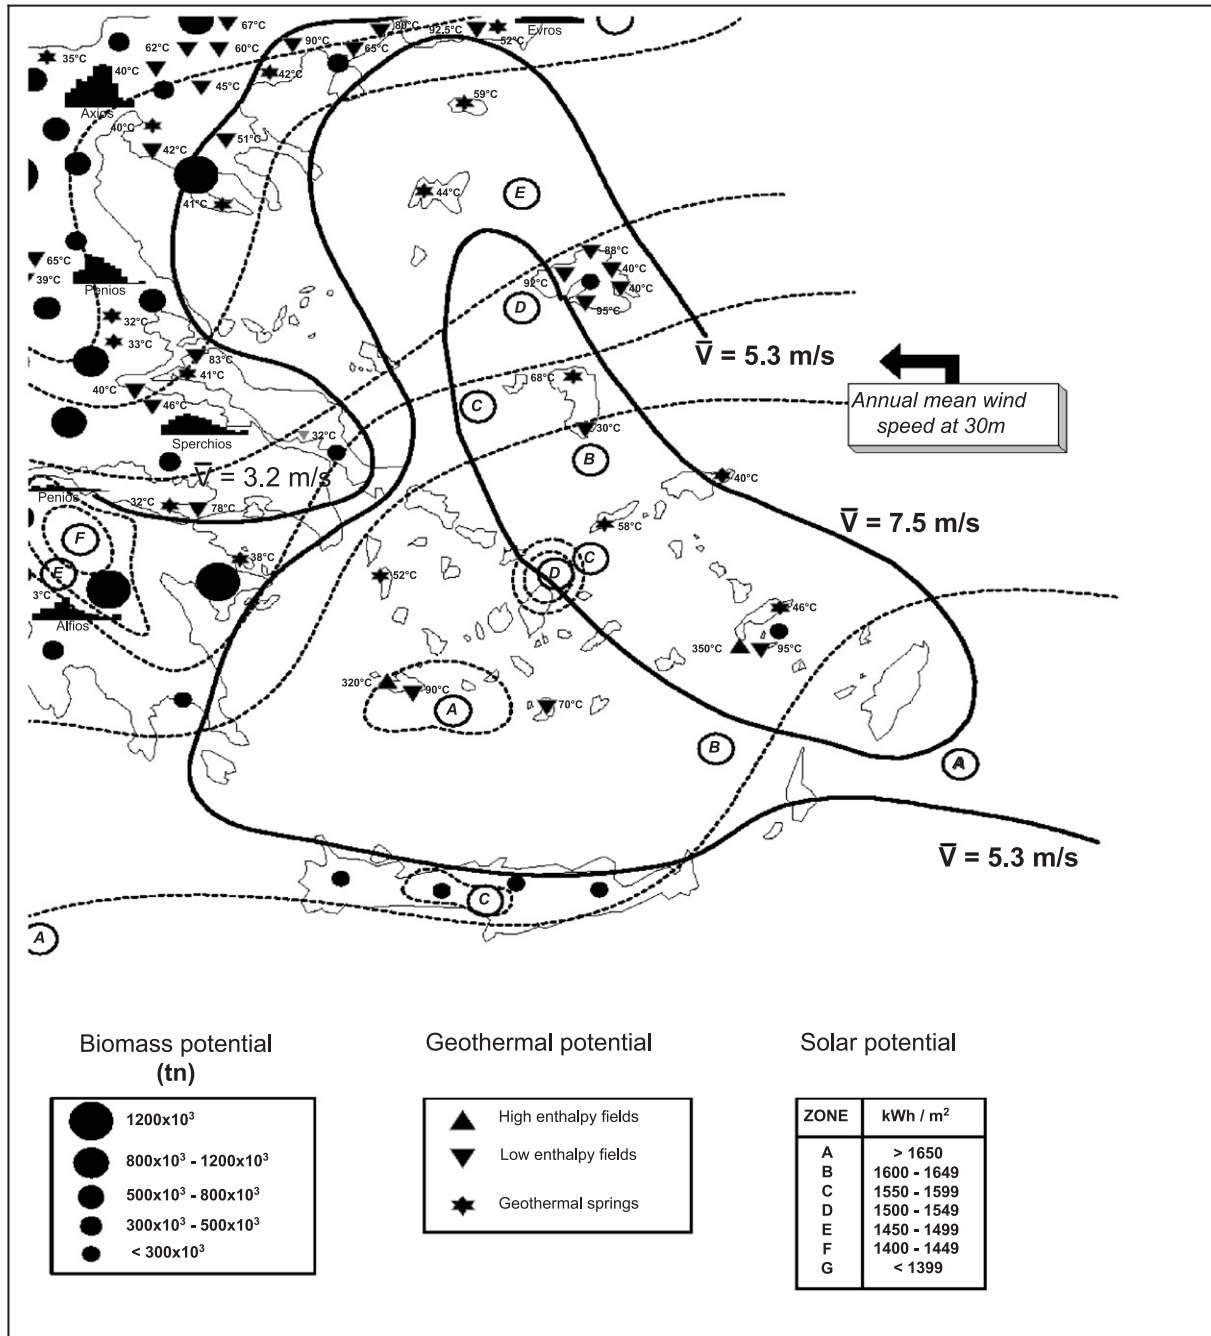 67°C
86°C
92.5°C
Evros
52°C
62°C
60°C
90°C
65°C
35°C
40°C
42°C
45°C
59°C
Axios
40°C
51°C
42°C
44°C
E
41°C
88°C
65°C
40°C
39°C
92°C
40°C
Penios
D
95°C
32°C
33°C
V̅ = 5.3 m/s
83°C
41°C
68°C
Annual mean wind
speed at 30m
40°C
46°C
C
30°C
Sperchios
32°C
B
V̅ = 3.2 m/s
40°C
Penios
32°C
78°C
58°C
V̅ = 7.5 m/s
F
38°C
C
E
52°C
D
3°C
46°C
Alfios
350°C
95°C
320°C
90°C
A
70°C
B
A
V̅ = 5.3 m/s
C
A
Biomass potential
(tn)
1200x10³
800x10³ - 1200x10³
500x10³ - 800x10³
300x10³ - 500x10³
< 300x10³
Geothermal potential
High enthalpy fields
Low enthalpy fields
Geothermal springs
Solar potential
ZONE kWh / m²
A > 1650
B 1600 - 1649
C 1550 - 1599
D 1500 - 1549
E 1450 - 1499
F 1400 - 1449
G < 1399